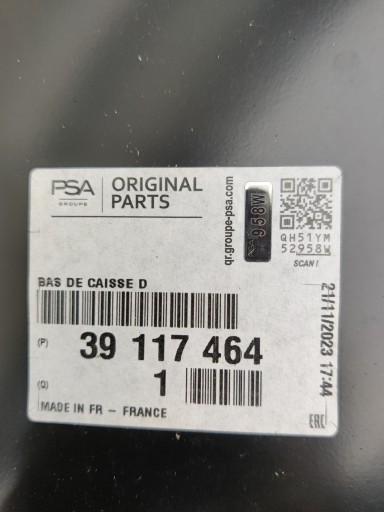 PSA
GROUPE
ORIGINAL
PARTS
qr.groupe-psa.com
958W
QH51YM
52958W
SCAN !
BAS DE CAISSE D
(P) 39 117 464
(Q) 1
MADE IN FR - FRANCE
21/11/2023 17:44
EAC